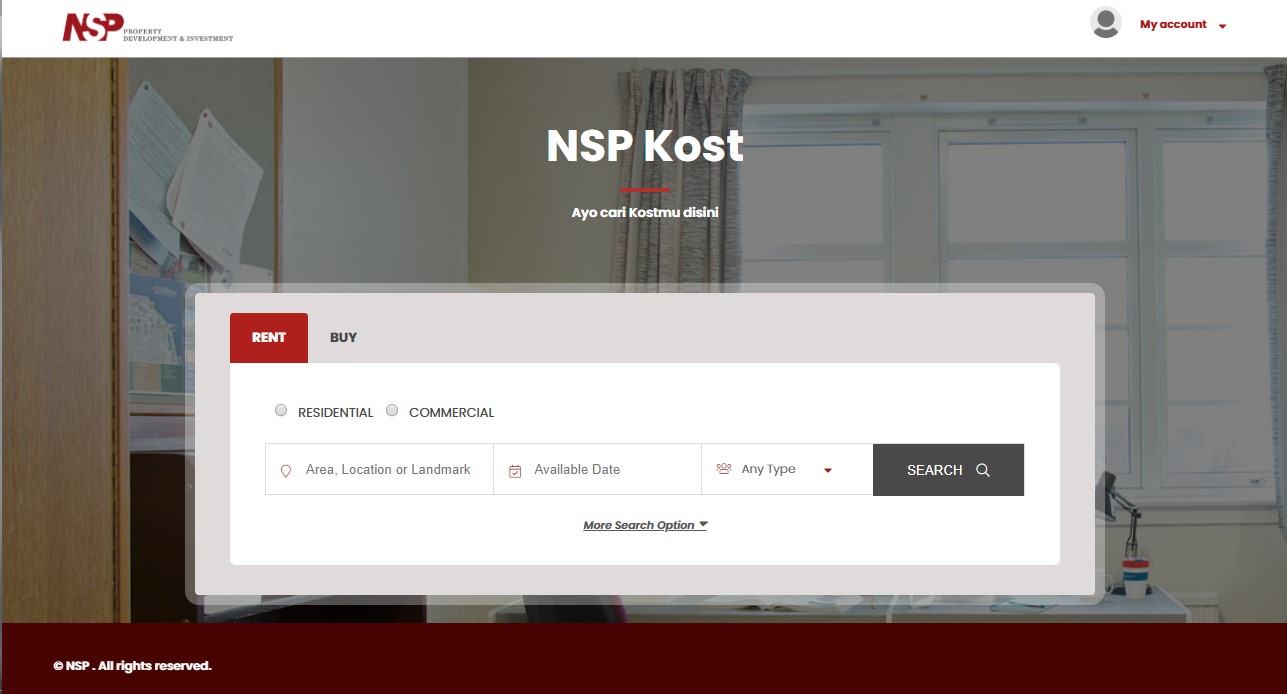 NSP PROPERTY
DEVELOPMENT & INVESTMENT
My account
NSP Kost
Ayo cari Kostmu disini
RENT BUY
RESIDENTIAL COMMERCIAL
Area, Location or Landmark Available Date Any Type SEARCH
More Search Option
© NSP . All rights reserved.